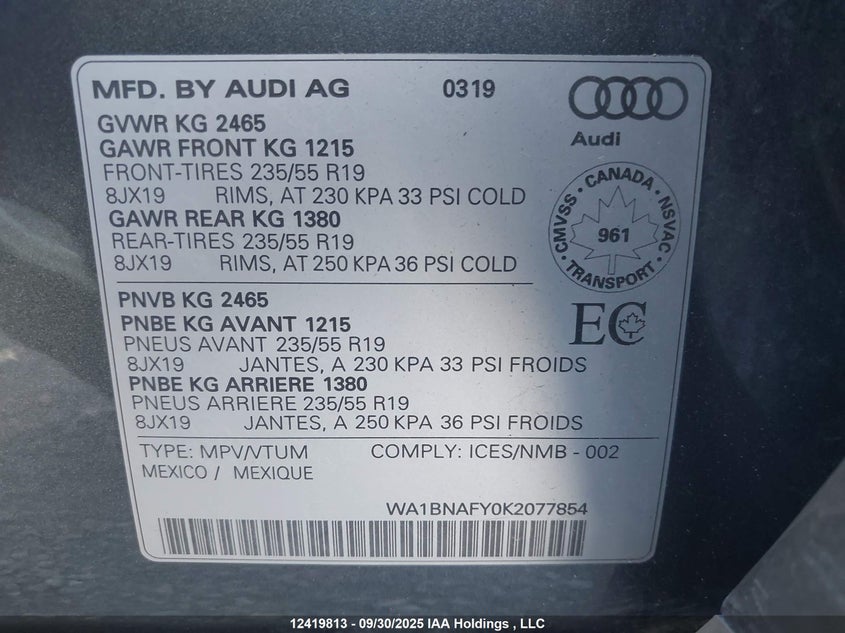 MFD. BY AUDI AG 0319
Audi
GVWR KG 2465
GAWR FRONT KG 1215
FRONT-TIRES 235/55 R19
8JX19 RIMS, AT 230 KPA 33 PSI COLD
GAWR REAR KG 1380
REAR-TIRES 235/55 R19
8JX19 RIMS, AT 250 KPA 36 PSI COLD
CMVSS • CANADA • NSVAC • TRANSPORT •
961
PNVB KG 2465
PNBE KG AVANT 1215
PNEUS AVANT 235/55 R19
8JX19 JANTES, A 230 KPA 33 PSI FROIDS
PNBE KG ARRIERE 1380
PNEUS ARRIERE 235/55 R19
8JX19 JANTES, A 250 KPA 36 PSI FROIDS
EC
TYPE: MPV/VTUM COMPLY: ICES/NMB - 002
MEXICO / MEXIQUE
WA1BNAFY0K2077854
12419813 - 09/30/2025 IAA Holdings , LLC